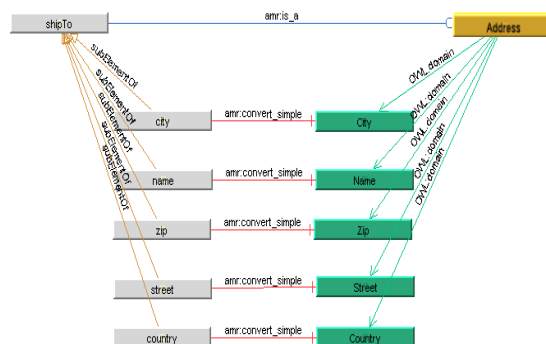 amr:is_a
shipTo
Address
subElementOf
subElementOf
subElementOf
subElementOf
subElementOf
OWL:domain
OWL:domain
OWL:domain
OWL:domain
OWL:domain
city
amr:convert_simple
City
name
amr:convert_simple
Name
zip
amr:convert_simple
Zip
street
amr:convert_simple
Street
country
amr:convert_simple
Country